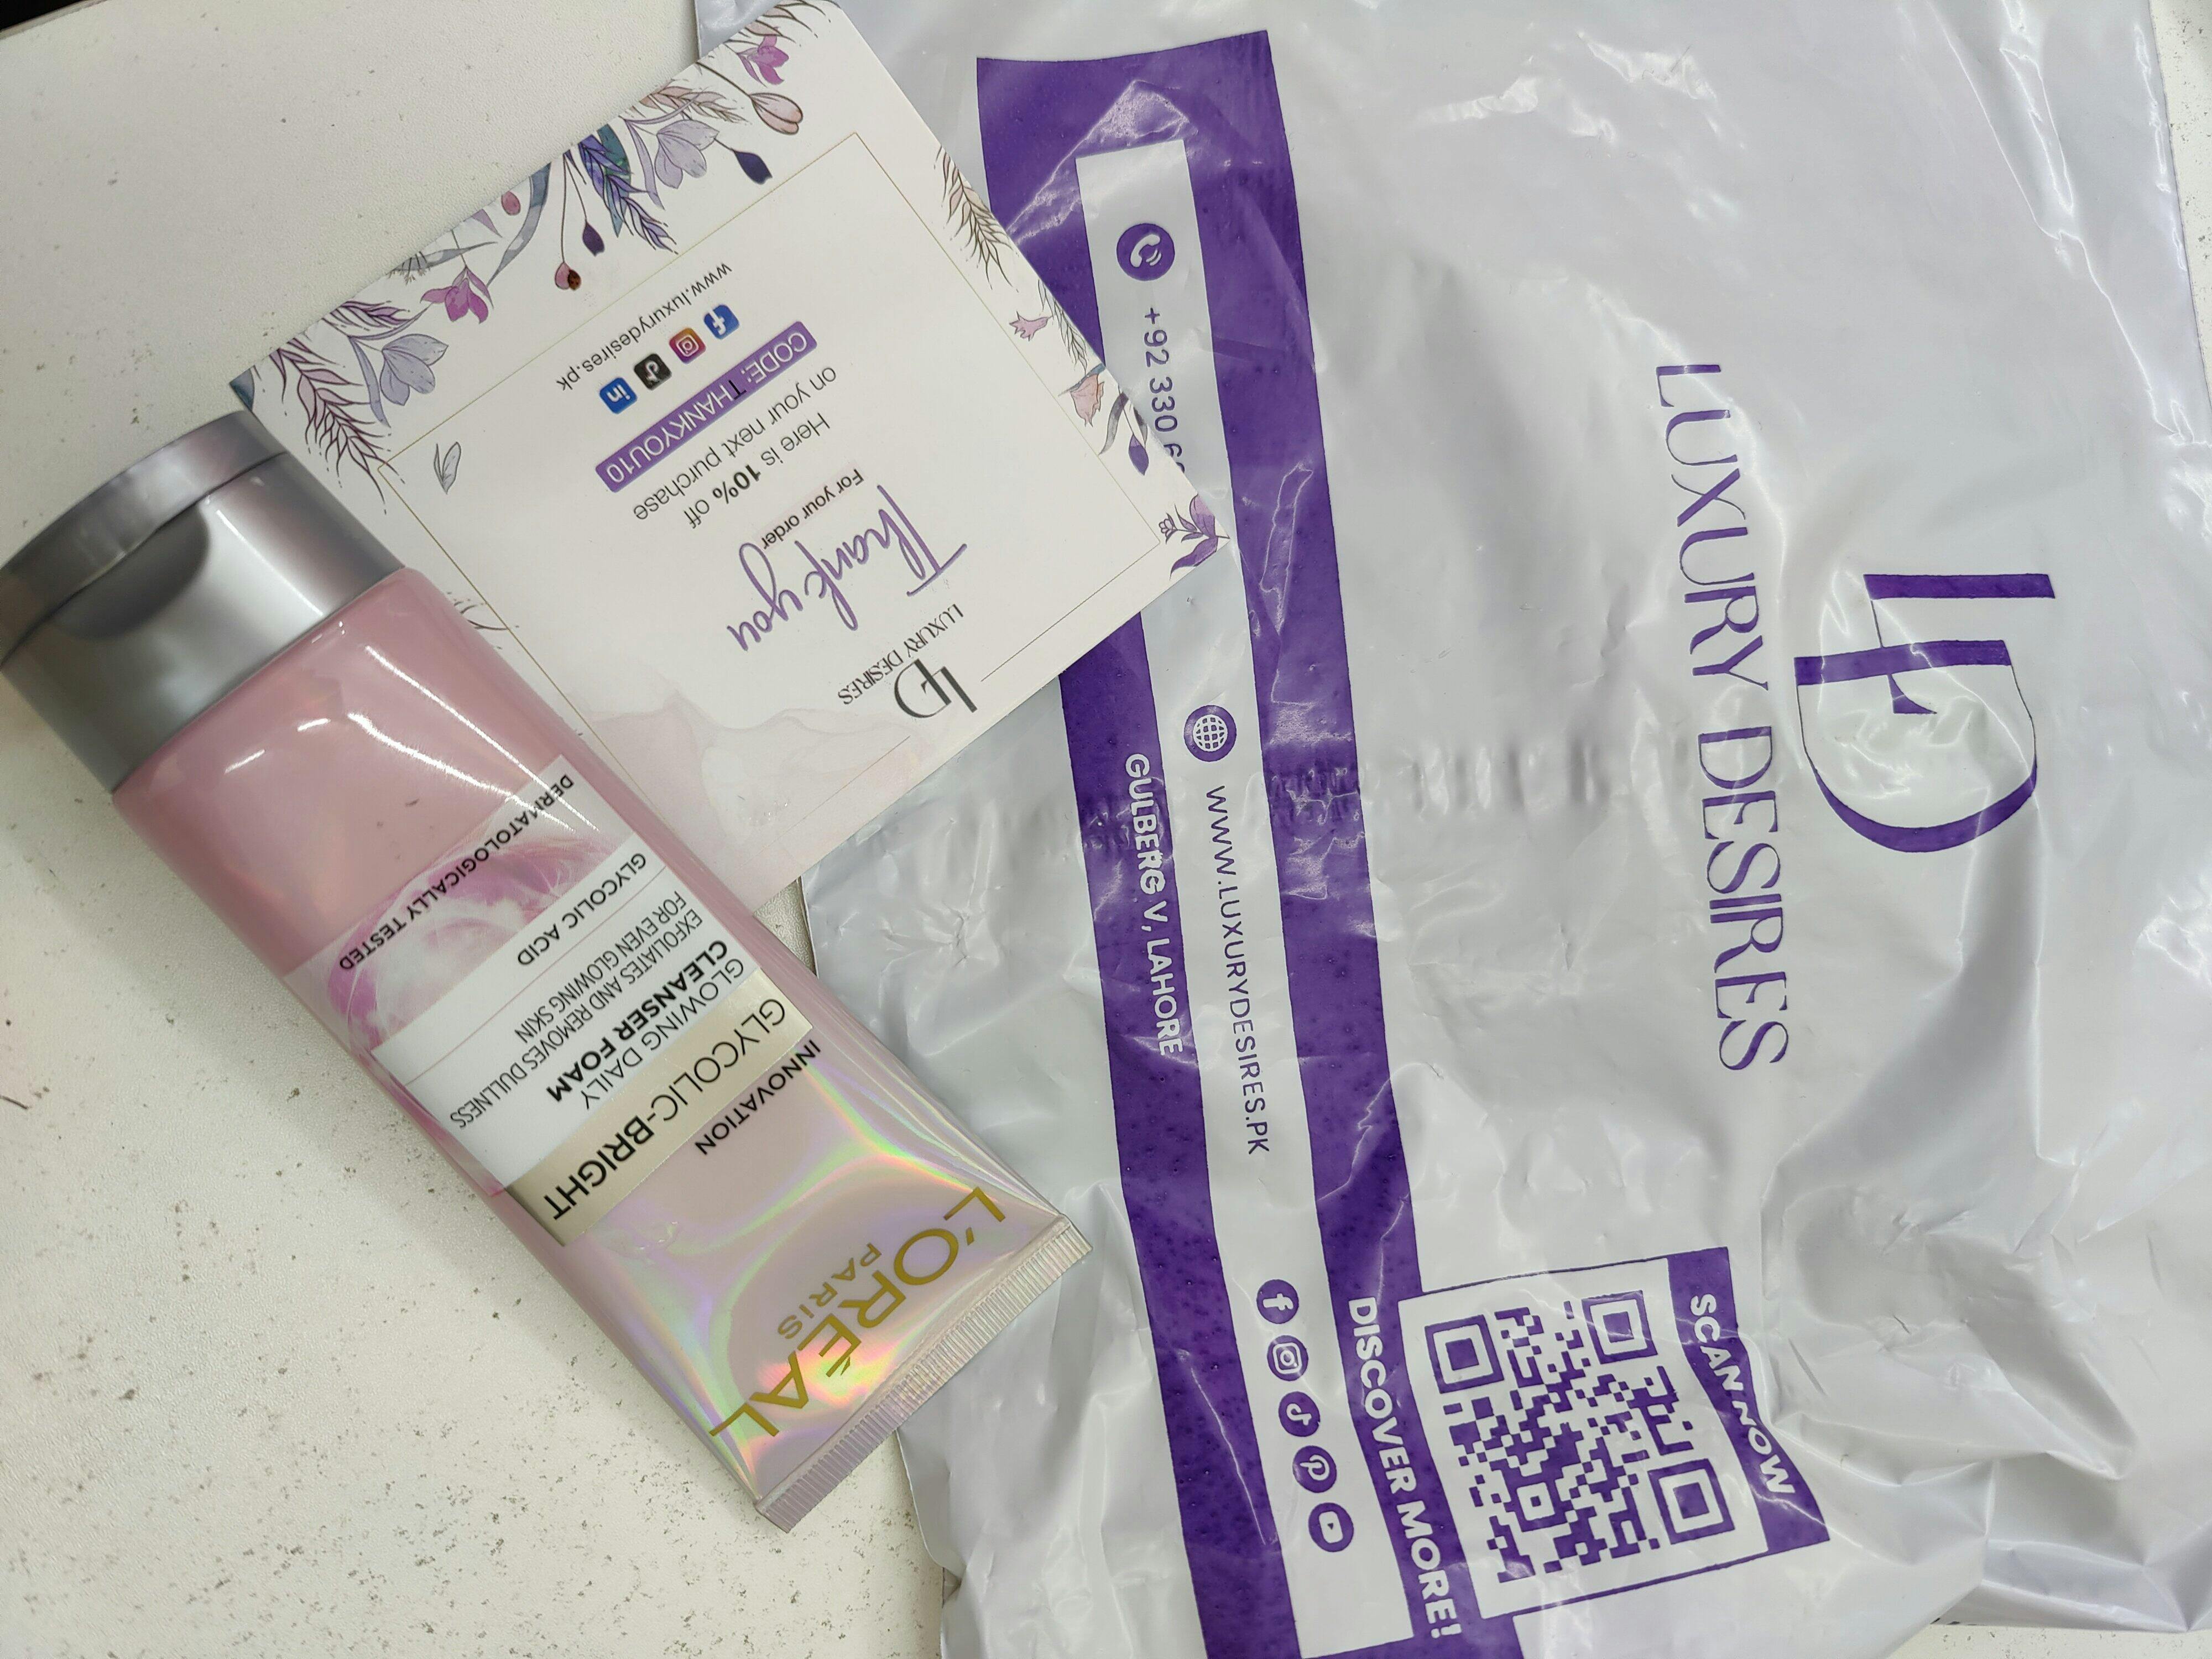 LD
LUXURY DESIRES
Thank you
For your order
Here is 10% off
on your next purchase
CODE: THANKYOU10
www.luxurydesires.pk
L'ORÉAL
PARIS
INNOVATION
GLYCOLIC-BRIGHT
GLOWING DAILY
CLEANSER FOAM
EXFOLIATES AND REMOVES DULLNESS
FOR EVEN GLOWING SKIN
GLYCOLIC ACID
DERMATOLOGICALLY TESTED
LD
LUXURY DESIRES
SCAN NOW
DISCOVER MORE!
+92 330 6
WWW.LUXURYDESIRES.PK
GULBERG V, LAHORE